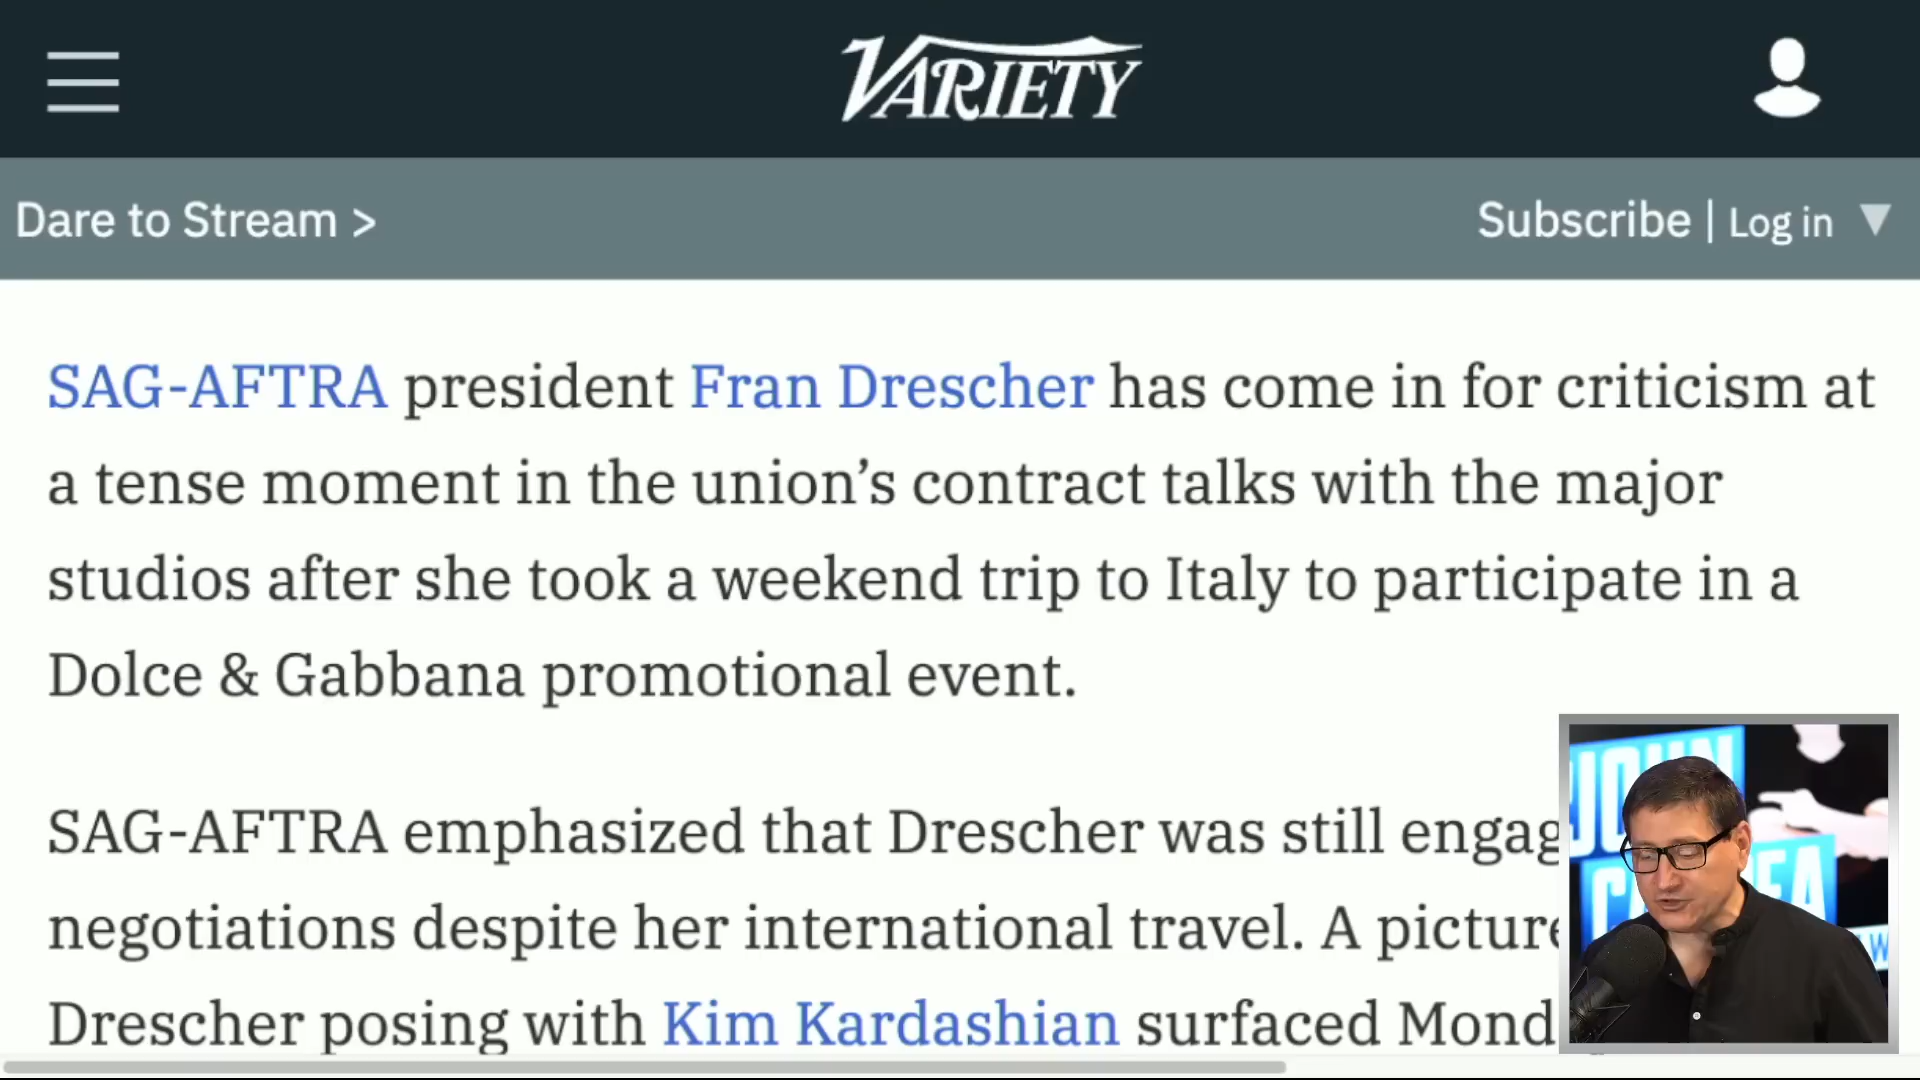 VARIETY
Dare to Stream >
Subscribe | Log in ▼
SAG-AFTRA president Fran Drescher has come in for criticism at
a tense moment in the union’s contract talks with the major
studios after she took a weekend trip to Italy to participate in a
Dolce & Gabbana promotional event.
SAG-AFTRA emphasized that Drescher was still engag
negotiations despite her international travel. A picture
Drescher posing with Kim Kardashian surfaced Mond
JOHN